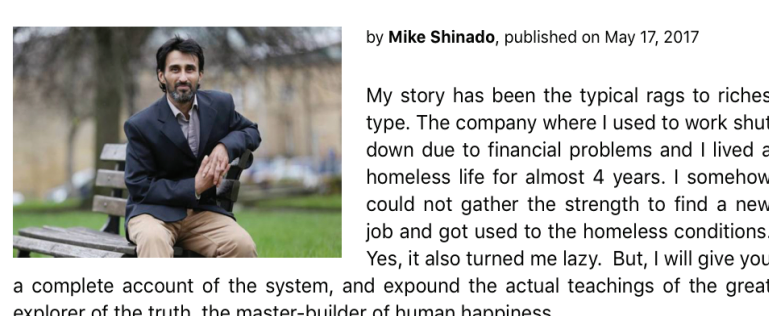 by Mike Shinado, published on May 17, 2017
My story has been the typical rags to riches
type. The company where I used to work shut
down due to financial problems and I lived a
homeless life for almost 4 years. I somehow
could not gather the strength to find a new
job and got used to the homeless conditions.
Yes, it also turned me lazy. But, I will give you
a complete account of the system, and expound the actual teachings of the great
explorer of the truth, the master-builder of human happiness.